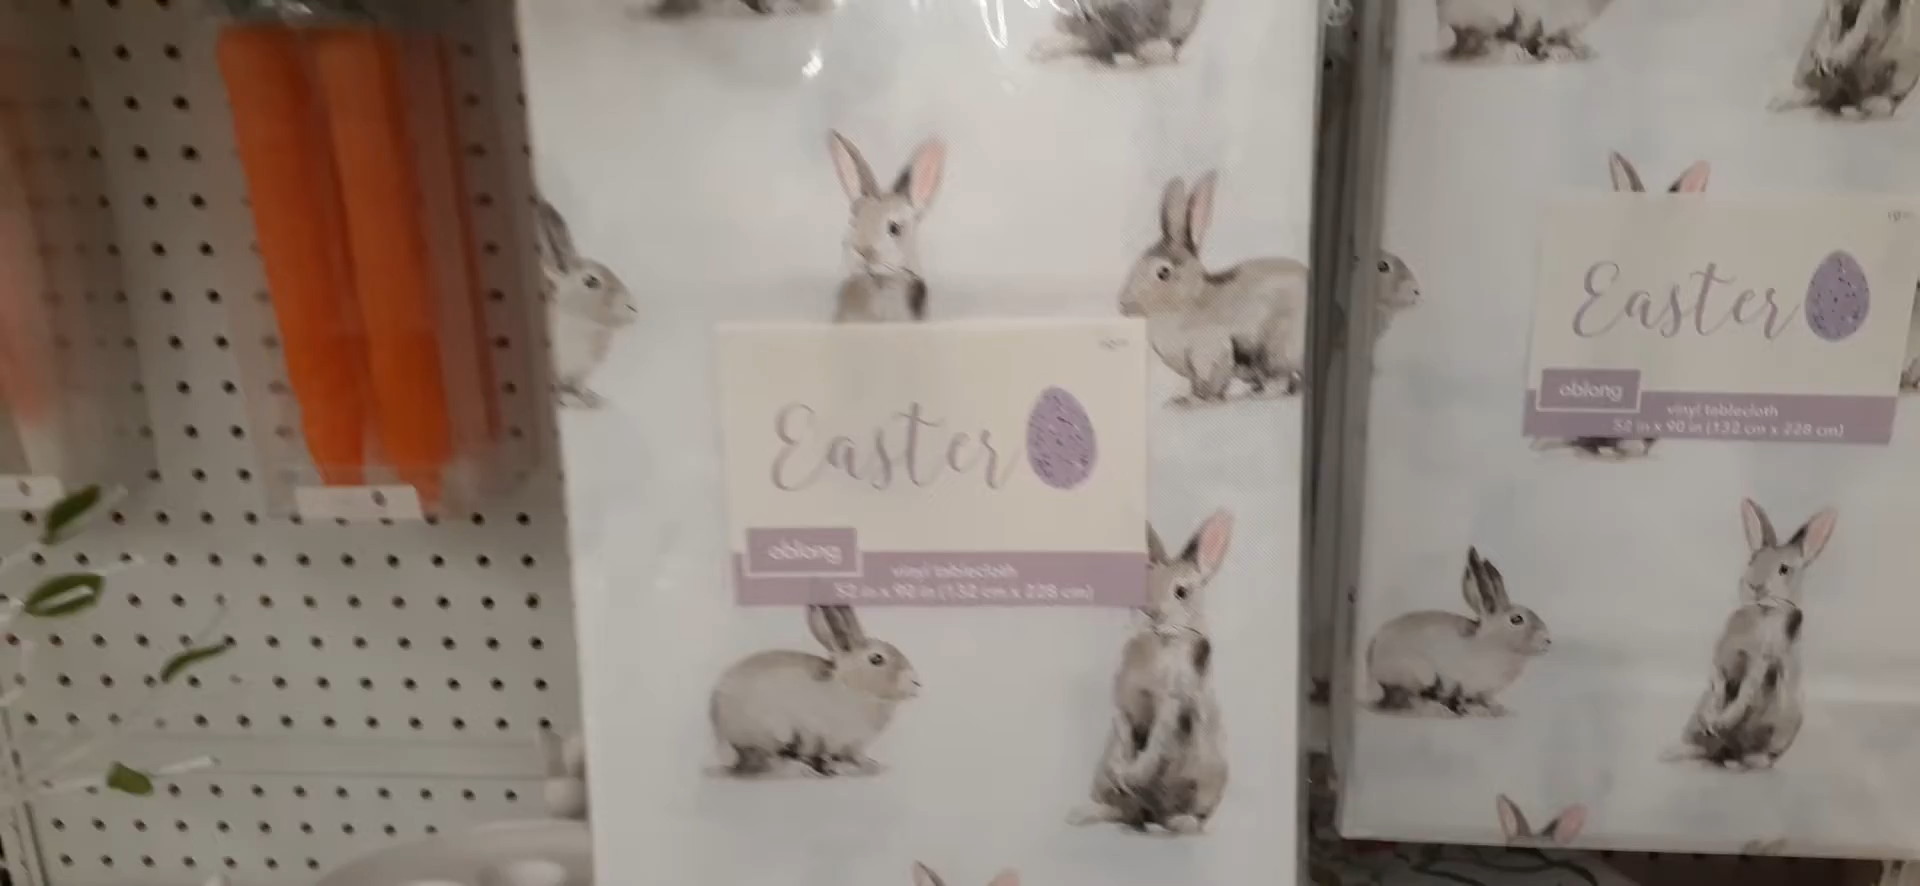 Easter
oblong
vinyl tablecloth
52 in x 90 in (132 cm x 228 cm)
Easter
oblong
vinyl tablecloth
52 in x 90 in (132 cm x 228 cm)